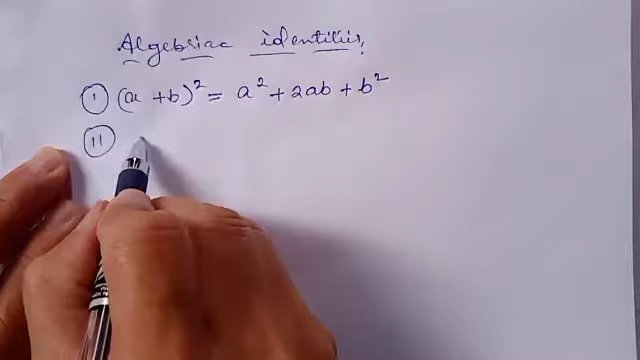 Algebriac identities,
(i) (a + b)² = a² + 2ab + b²
(ii)